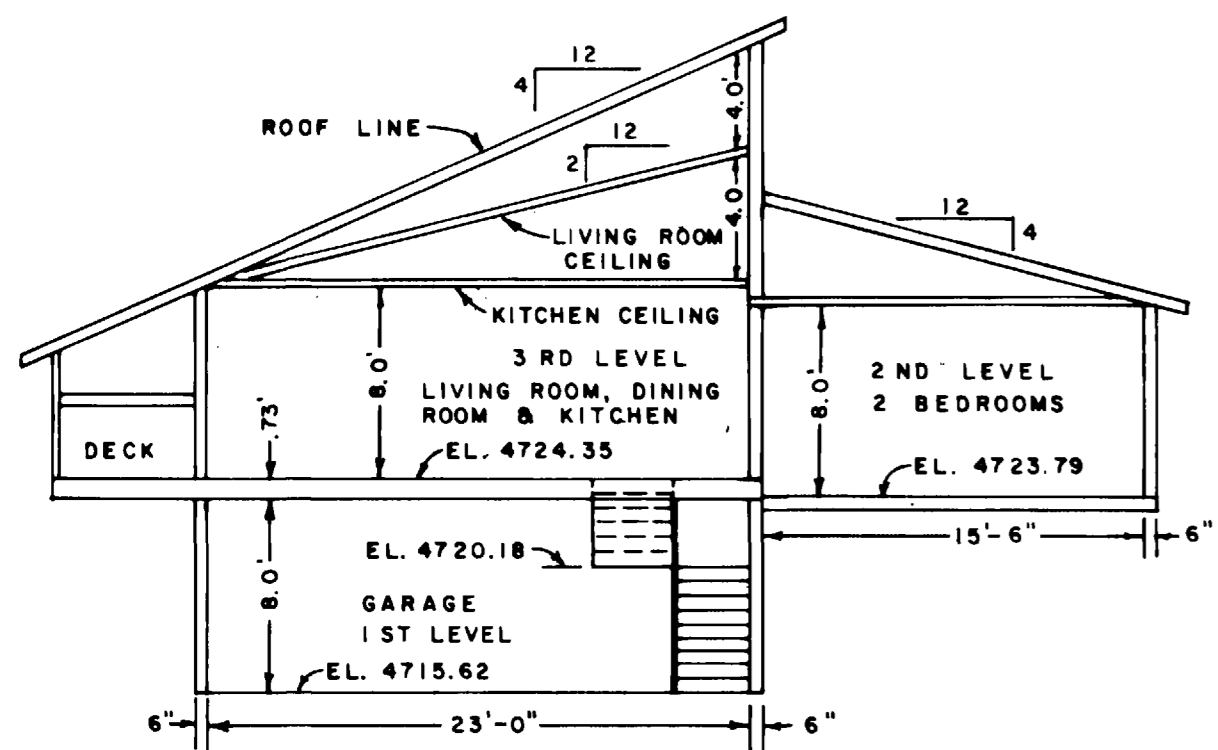 12
4
ROOF LINE
12
2
4.0'
4.0
LIVING ROOM
CEILING
12
4
KITCHEN CEILING
3 RD LEVEL
LIVING ROOM, DINING
ROOM & KITCHEN
8.0'
.73'
DECK
EL. 4724.35
2 ND LEVEL
2 BEDROOMS
8.0'
EL. 4723.79
15'-6"
6"
EL. 4720.18
8.0'
GARAGE
1 ST LEVEL
EL. 4715.62
6"
23'-0"
6"